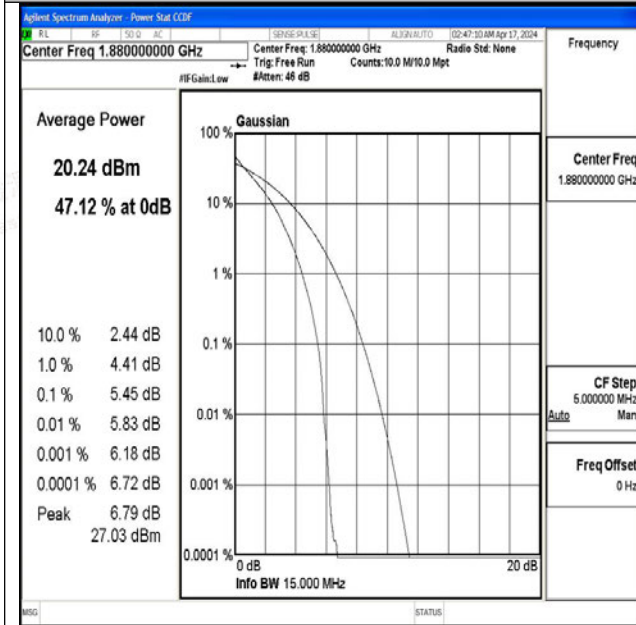 Agilent Spectrum Analyzer - Power Stat CCDF
RL RF 50 Ω AC SENSE:PULSE ALIGN AUTO 02:47:10 AM Apr 17, 2024
Center Freq 1.880000000 GHz
Center Freq: 1.880000000 GHz Radio Std: None
Trig: Free Run Counts:10.0 M/10.0 Mpt
#IFGain:Low #Atten: 46 dB
Frequency
Average Power
20.24 dBm
47.12 % at 0dB
10.0 % 2.44 dB
1.0 % 4.41 dB
0.1 % 5.45 dB
0.01 % 5.83 dB
0.001 % 6.18 dB
0.0001 % 6.72 dB
Peak 6.79 dB
27.03 dBm
Gaussian
100 %
10 %
1 %
0.1 %
0.01 %
0.001 %
0.0001 %
0 dB 20 dB
Info BW 15.000 MHz
Center Freq
1.880000000 GHz
CF Step
5.000000 MHz
Auto Man
Freq Offset
0 Hz
MSG STATUS